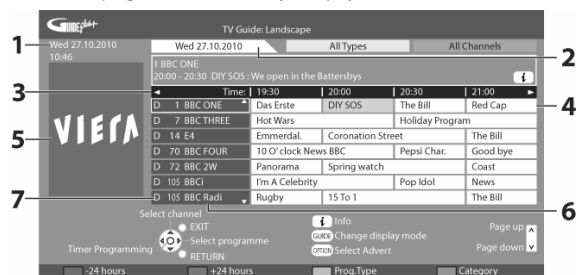 GUIDE plus+
TV Guide: Landscape
1 Wed 27.10.2010
10:46
Wed 27.10.2010 All Types All Channels
2
1 BBC ONE
20:00 - 20:30 DIY SOS : We open in the Battersbys i
3 Time: 19:30 20:00 20:30 21:00
D 1 BBC ONE Das Erste DIY SOS The Bill Red Cap 4
D 7 BBC THREE Hot Wars Holiday Program
5 VIERA
D 14 E4 Emmerdal. Coronation Street The Bill
D 70 BBC FOUR 10 O' clock News BBC Pepsi Char. Good bye
D 72 BBC 2W Panorama Spring watch Coast
D 105 BBCi I'm A Celebrity Pop Idol News
7 D 105 BBC Radi Rugby 15 To 1 The Bill
6
Select channel i Info
EXIT GUIDE Change display mode Page up
Timer Programming Select programme
OPTION Select Advert Page down
RETURN
-24 hours +24 hours Prog.Type Category